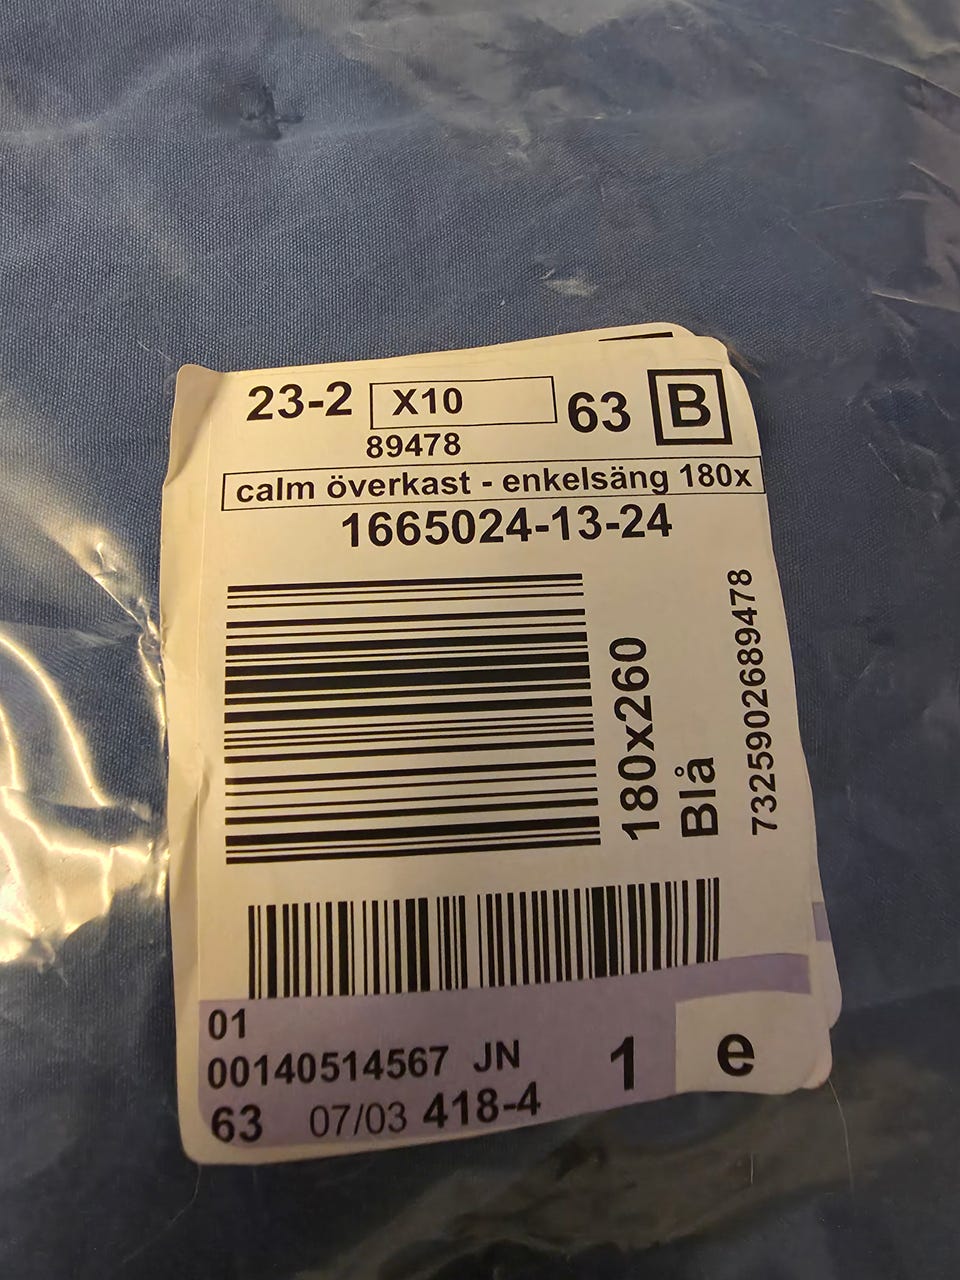 23-2 X10 63 B
89478
calm överkast - enkelsäng 180x
1665024-13-24
180x260
Blå
7325902689478
01
00140514567 JN 1 e
63 07/03 418-4